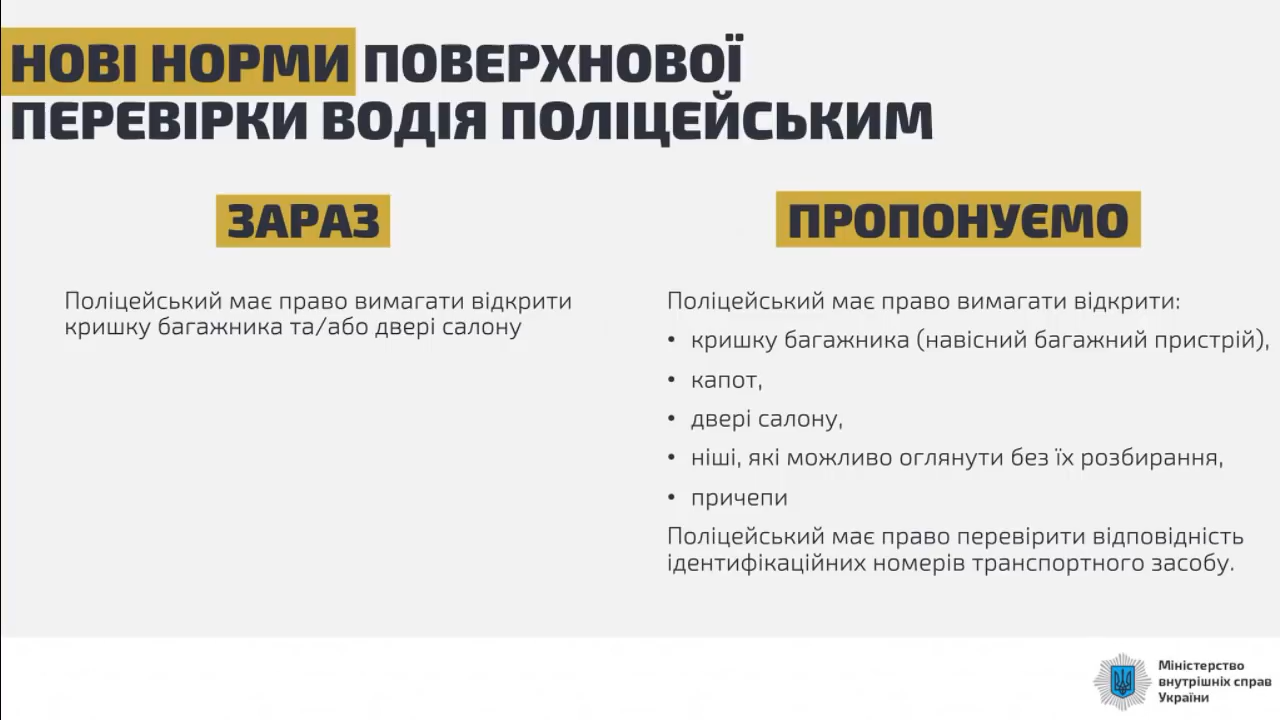 НОВІ НОРМИ ПОВЕРХНОВОЇ
ПЕРЕВІРКИ ВОДІЯ ПОЛІЦЕЙСЬКИМ
ЗАРАЗ
Поліцейський має право вимагати відкрити
кришку багажника та/або двері салону
ПРОПОНУЄМО
Поліцейський має право вимагати відкрити:
• кришку багажника (навісний багажний пристрій),
• капот,
• двері салону,
• ніші, які можливо оглянути без їх розбирання,
• причепи
Поліцейський має право перевірити відповідність
ідентифікаційних номерів транспортного засобу.
Міністерство
внутрішніх справ
України